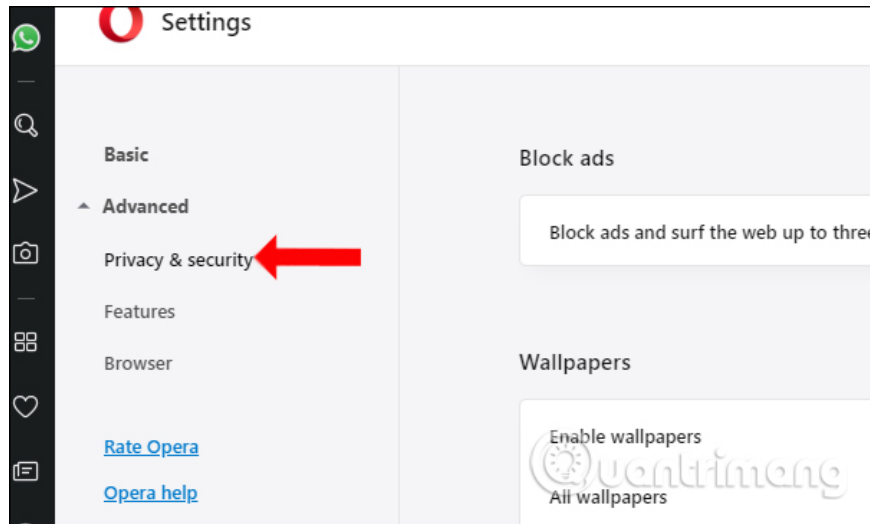 Settings
Basic
Advanced
Privacy & security
Features
Browser
Rate Opera
Opera help
Block ads
Block ads and surf the web up to three
Wallpapers
Enable wallpapers
All wallpapers
Quantrimang